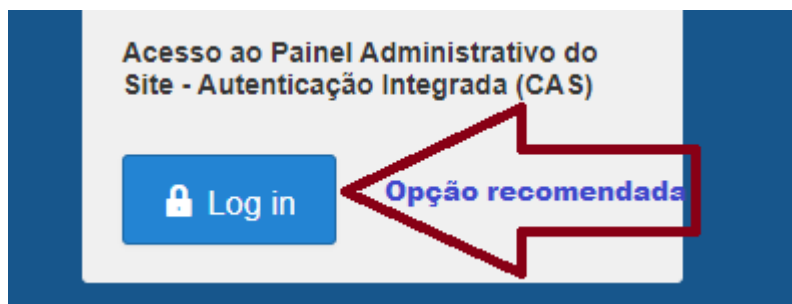 Acesso ao Painel Administrativo do
Site - Autenticação Integrada (CAS)
Log in
Opção recomendada